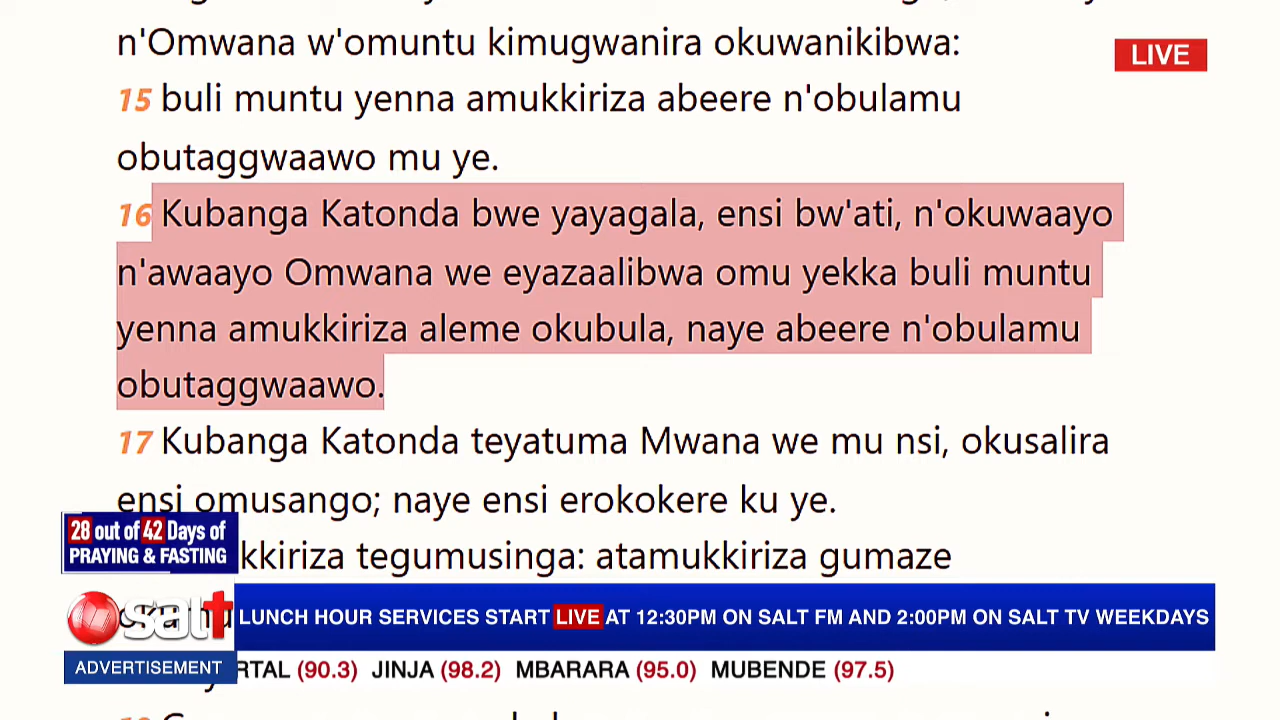 n'Omwana w'omuntu kimugwanira okuwanikibwa:
LIVE
15 buli muntu yenna amukkiriza abeere n'obulamu
obutaggwaawo mu ye.
16 Kubanga Katonda bwe yayagala, ensi bw'ati, n'okuwaayo
n'awaayo Omwana we eyazaalibwa omu yekka buli muntu
yenna amukkiriza aleme okubula, naye abeere n'obulamu
obutaggwaawo.
17 Kubanga Katonda teyatuma Mwana we mu nsi, okusalira
ensi omusango; naye ensi erokokere ku ye.
28 out of 42 Days of
PRAYING & FASTING
kkiriza tegumusinga: atamukkiriza gumaze
salt
LUNCH HOUR SERVICES START LIVE AT 12:30PM ON SALT FM AND 2:00PM ON SALT TV WEEKDAYS
ADVERTISEMENT
RTAL (90.3) JINJA (98.2) MBARARA (95.0) MUBENDE (97.5)